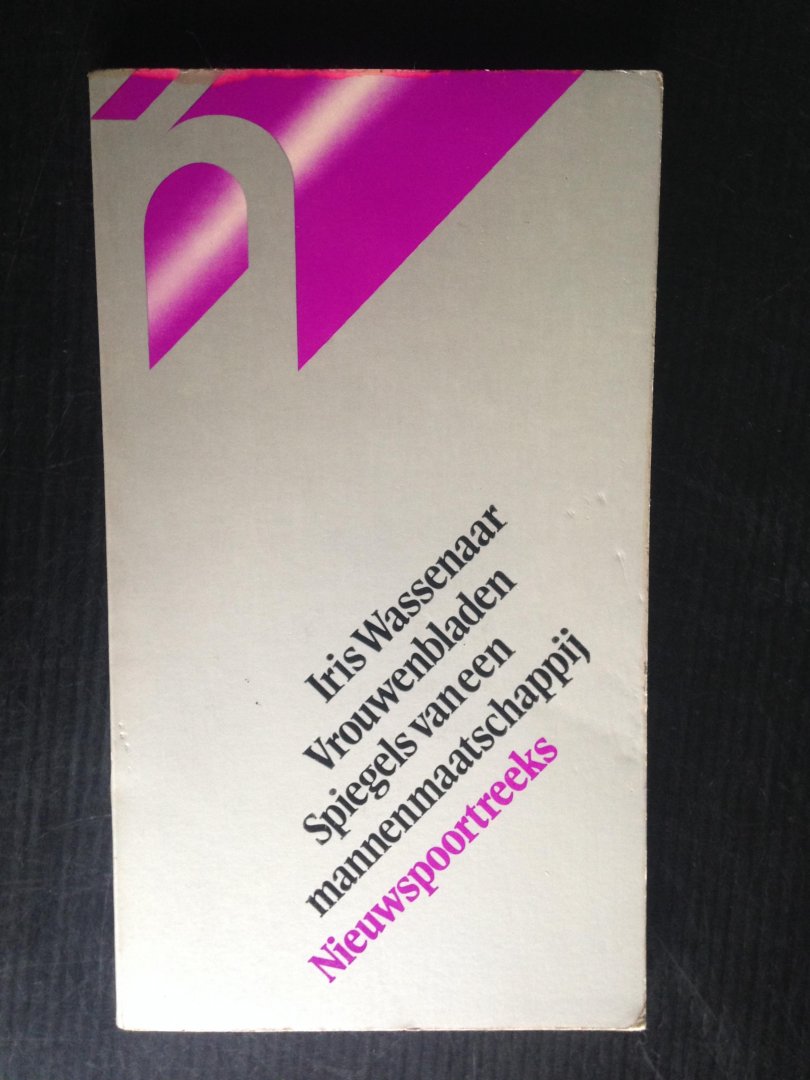 Iris Wassenaar
Vrouwenbladen
Spiegels van een
mannenmaatschappij
Nieuwspoortreeks